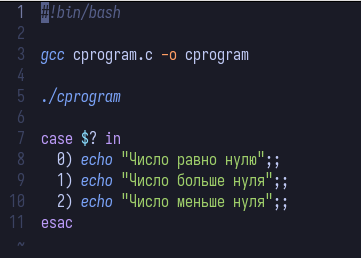 1 #!bin/bash
2
3 gcc cprogram.c -o cprogram
4
5 ./cprogram
6
7 case $? in
8 0) echo "Число равно нулю";;
9 1) echo "Число больше нуля";;
10 2) echo "Число меньше нуля";;
11 esac
~